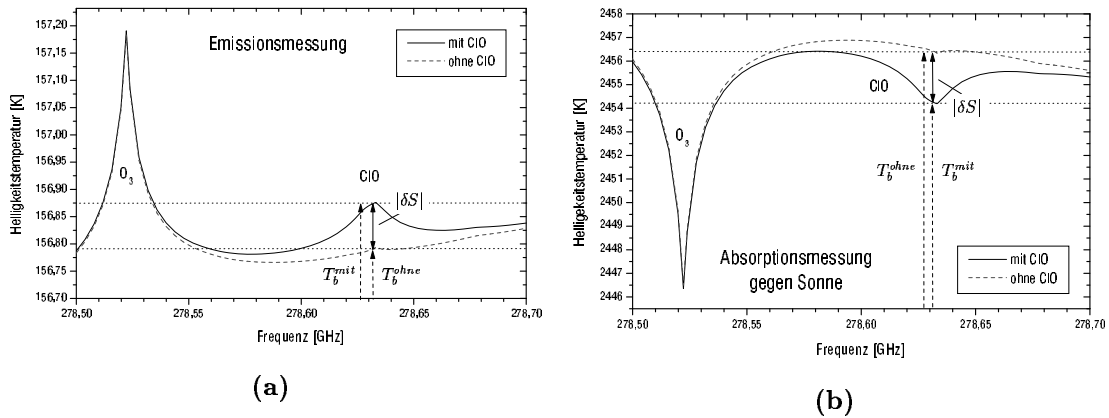 157,20
157,15
157,10
157,05
157,00
156,95
156,90
156,85
156,80
156,75
156,70
Helligkeitstemperatur [K]
Emissionsmessung
mit ClO
ohne ClO
O3
ClO
|δS|
T_b^mit
T_b^ohne
278,50
278,55
278,60
278,65
278,70
Frequenz [GHz]
(a)
2458
2457
2456
2455
2454
2453
2452
2451
2450
2449
2448
2447
2446
Helligkeitstemperatur [K]
O3
ClO
|δS|
T_b^ohne
T_b^mit
Absorptionsmessung
gegen Sonne
mit ClO
ohne ClO
278,50
278,55
278,60
278,65
278,70
Frequenz [GHz]
(b)